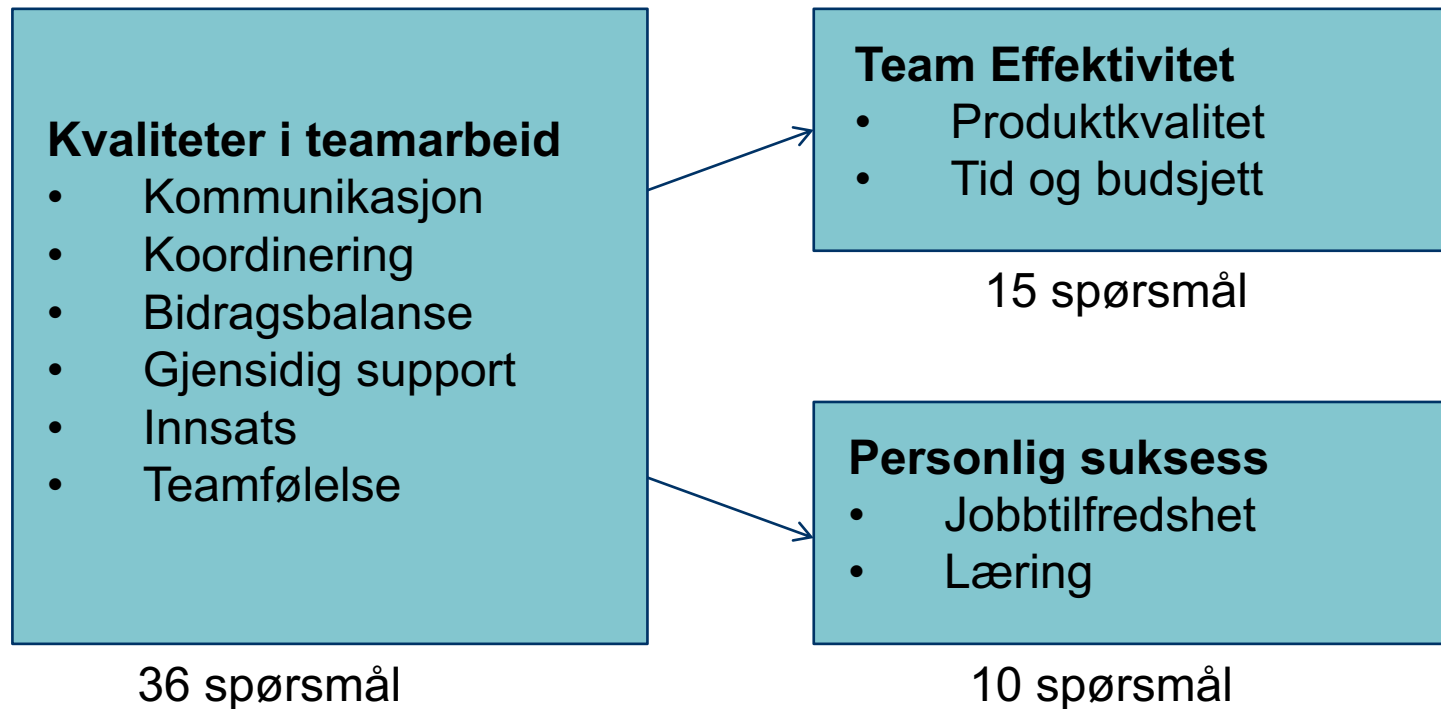 Kvaliteter i teamarbeid
• Kommunikasjon
• Koordinering
• Bidragsbalanse
• Gjensidig support
• Innsats
• Teamfølelse
36 spørsmål
Team Effektivitet
• Produktkvalitet
• Tid og budsjett
15 spørsmål
Personlig suksess
• Jobbtilfredshet
• Læring
10 spørsmål